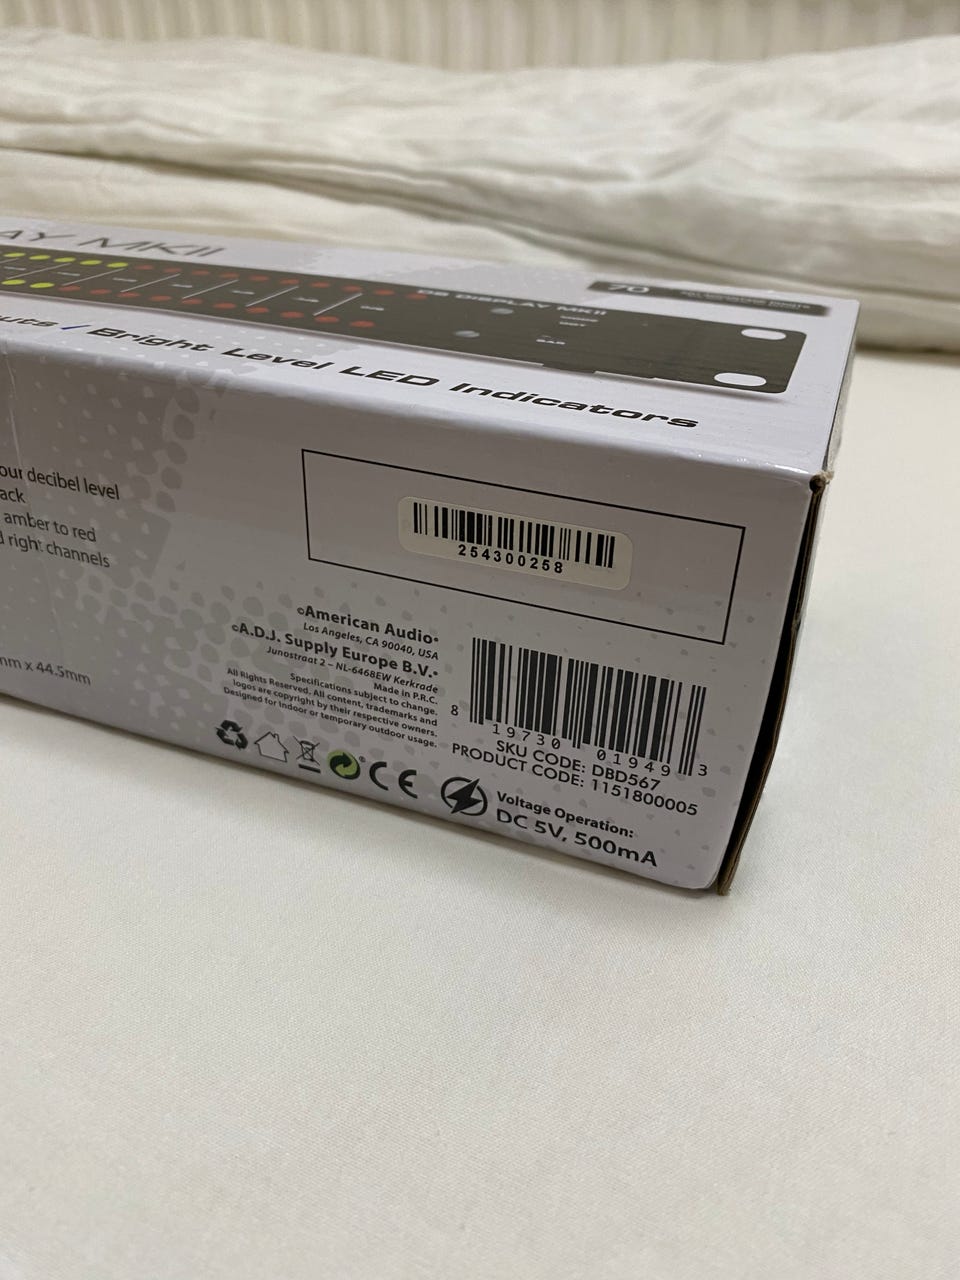 AY MKII
70
DB DISPLAY MKII
uts / Bright Level LED Indicators
our decibel level
ack
amber to red
d right channels
mm x 44.5mm
254300258
©American Audio®
Los Angeles, CA 90040, USA
©A.D.J. Supply Europe B.V.®
Junostraat 2 – NL-6468EW Kerkrade
Made in P.R.C.
Specifications subject to change.
All Rights Reserved. All content, trademarks and
logos are copyright by their respective owners.
Designed for indoor or temporary outdoor usage.
8 19730 01949 3
SKU CODE: DBD567
PRODUCT CODE: 1151800005
CE
Voltage Operation:
DC 5V, 500mA